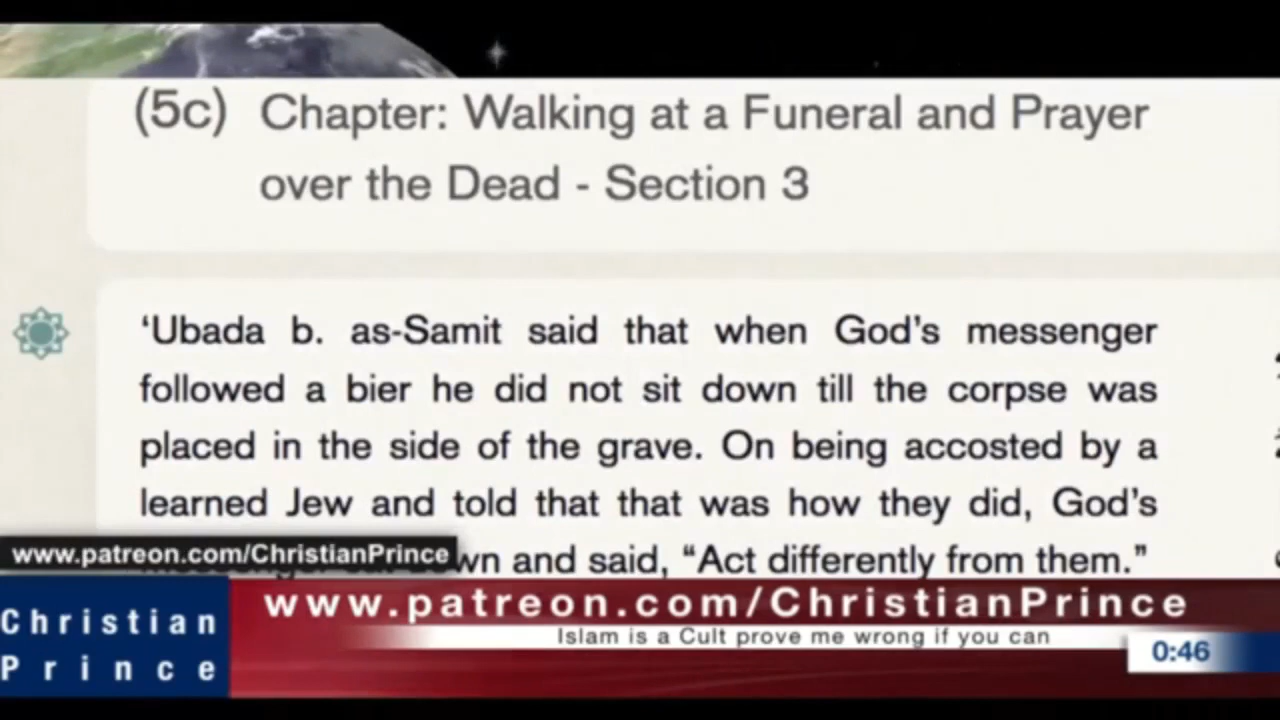 (5c) Chapter: Walking at a Funeral and Prayer
over the Dead - Section 3
‘Ubada b. as-Samit said that when God’s messenger
followed a bier he did not sit down till the corpse was
placed in the side of the grave. On being accosted by a
learned Jew and told that that was how they did, God’s
and said, “Act differently from them.”
www.patreon.com/ChristianPrince
www.patreon.com/ChristianPrince
Islam is a Cult prove me wrong if you can
Christian
Prince
0:46